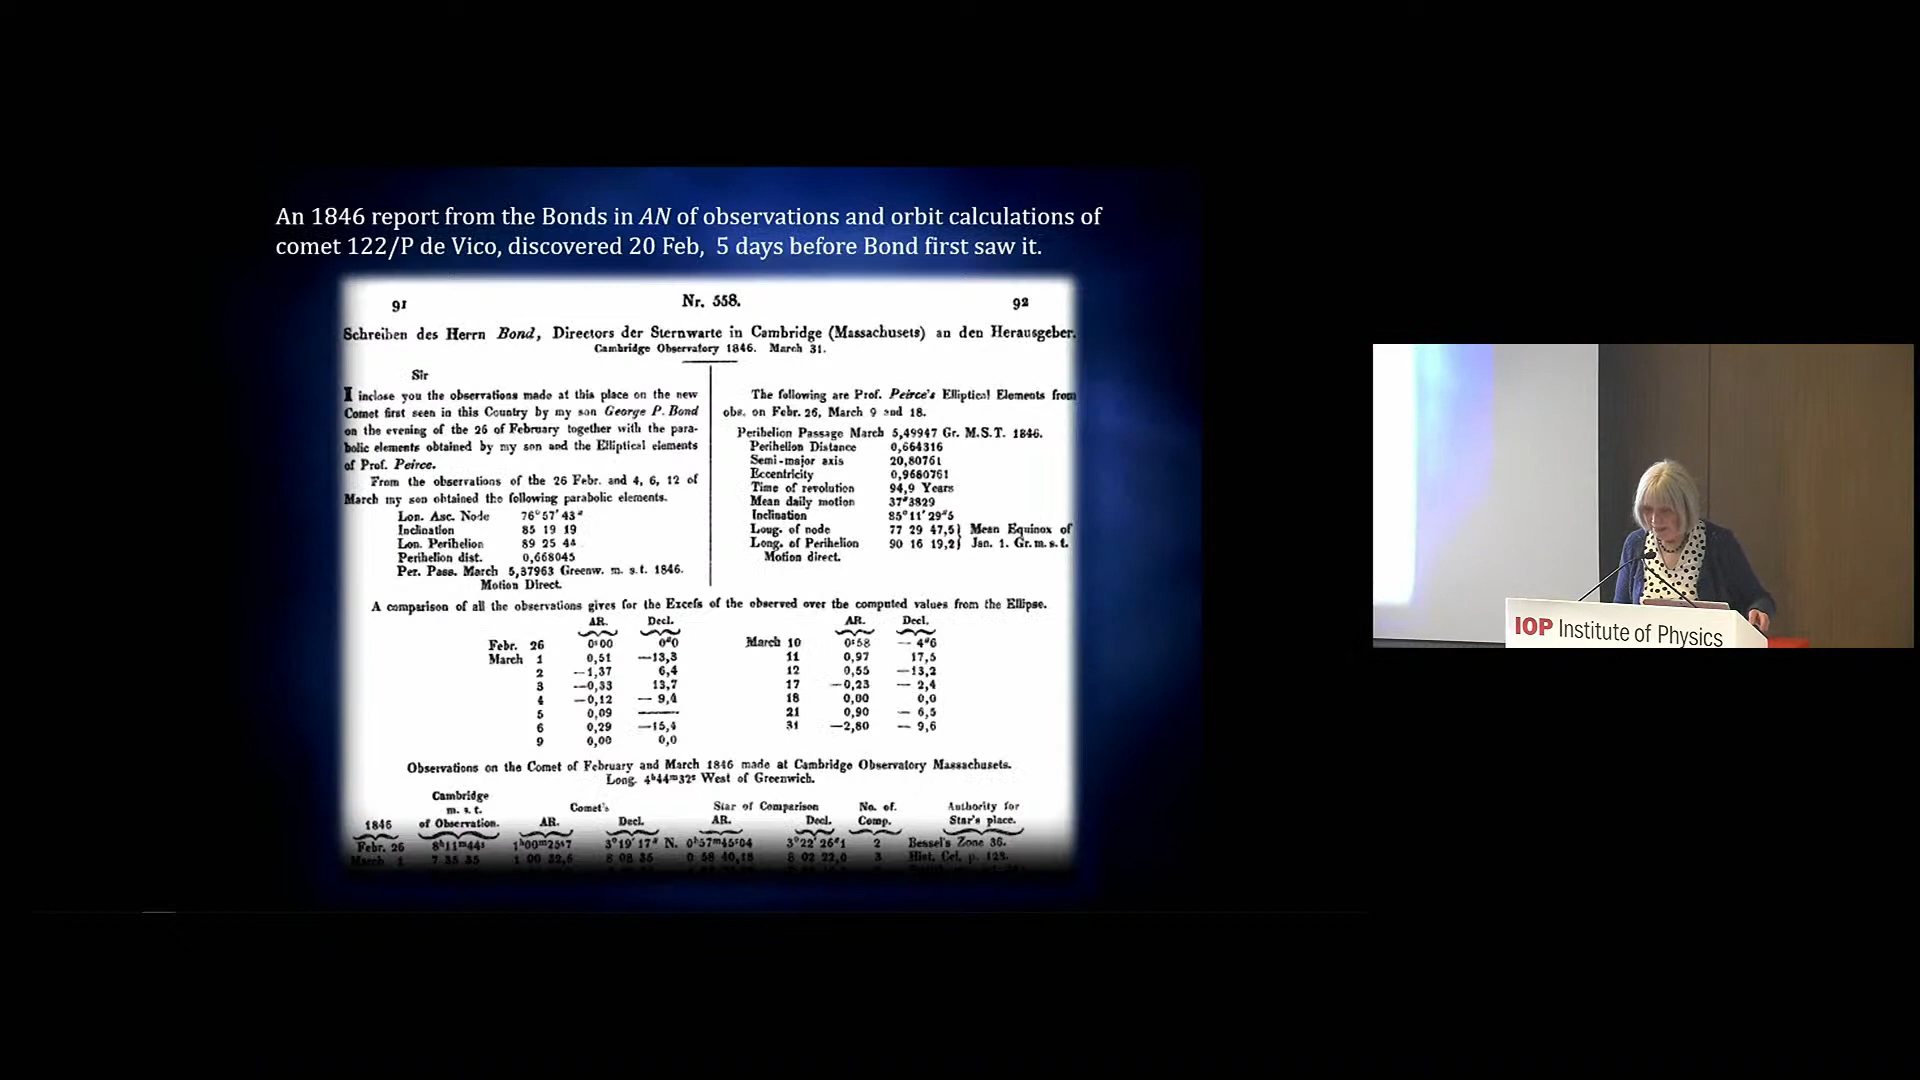 An 1846 report from the Bonds in AN of observations and orbit calculations of
comet 122/P de Vico, discovered 20 Feb, 5 days before Bond first saw it.
91 Nr. 558. 92
Schreiben des Herrn Bond, Directors der Sternwarte in Cambridge (Massachusets) an den Herausgeber.
Cambridge Observatory 1846. March 31.
Sir
I inclose you the observations made at this place on the new
Comet first seen in this Country by my son George P. Bond
on the evening of the 26 of February together with the para-
bolic elements obtained by my son and the Elliptical elements
of Prof. Peirce.
From the observations of the 26 Febr. and 4, 6, 12 of
March my son obtained the following parabolic elements.
Lon. Asc. Node 76°57'43"
Inclination 85 19 19
Lon. Perihelion 89 25 44
Perihelion dist. 0,668045
Per. Pass. March 5,37963 Greenw. m. s.t. 1846.
Motion Direct.
The following are Prof. Peirce's Elliptical Elements from
obs. on Febr. 26, March 9 and 18.
Perihelion Passage March 5,49947 Gr. M.S.T. 1846.
Perihelion Distance 0,664316
Semi-major axis 20,80761
Eccentricity 0,9680761
Time of revolution 94,9 Years
Mean daily motion 37"3829
Inclination 85°11'29"5
Long. of node 77 29 47,5} Mean Equinox of
Long. of Perihelion 90 16 19,2} Jan. 1. Gr. m. s. t.
Motion direct.
A comparison of all the observations gives for the Excefs of the observed over the computed values from the Ellipse.
AR. Decl. AR. Decl.
Febr. 26 0:00 0"0 March 10 0:58 — 4"6
March 1 0,51 —13,3 11 0,97 17,5
2 —1,37 6,4 12 0,55 —13,2
3 —0,33 13,7 17 —0,23 — 2,4
4 —0,12 — 9,4 18 0,00 0,0
5 0,09 —— 21 0,90 — 6,5
6 0,29 —15,4 31 —2,80 — 9,6
9 0,00 0,0
Observations on the Comet of February and March 1846 made at Cambridge Observatory Massachusets.
Long. 4h44m32s West of Greenwich.
Cambridge
m. s. t. Comet's Star of Comparison No. of. Authority for
1846 of Observation. AR. Decl. AR. Decl. Comp. Star's place.
Febr. 26 8h11m44s 1h00m25s7 3°19'17" N. 0h57m45s04 3°22'26"1 2 Bessel's Zone 36.
March 1 7 35 35 1 00 32,6 8 08 35 0 58 40,18 8 02 22,0 3 Hist. Cel. p. 128.
IOP Institute of Physics